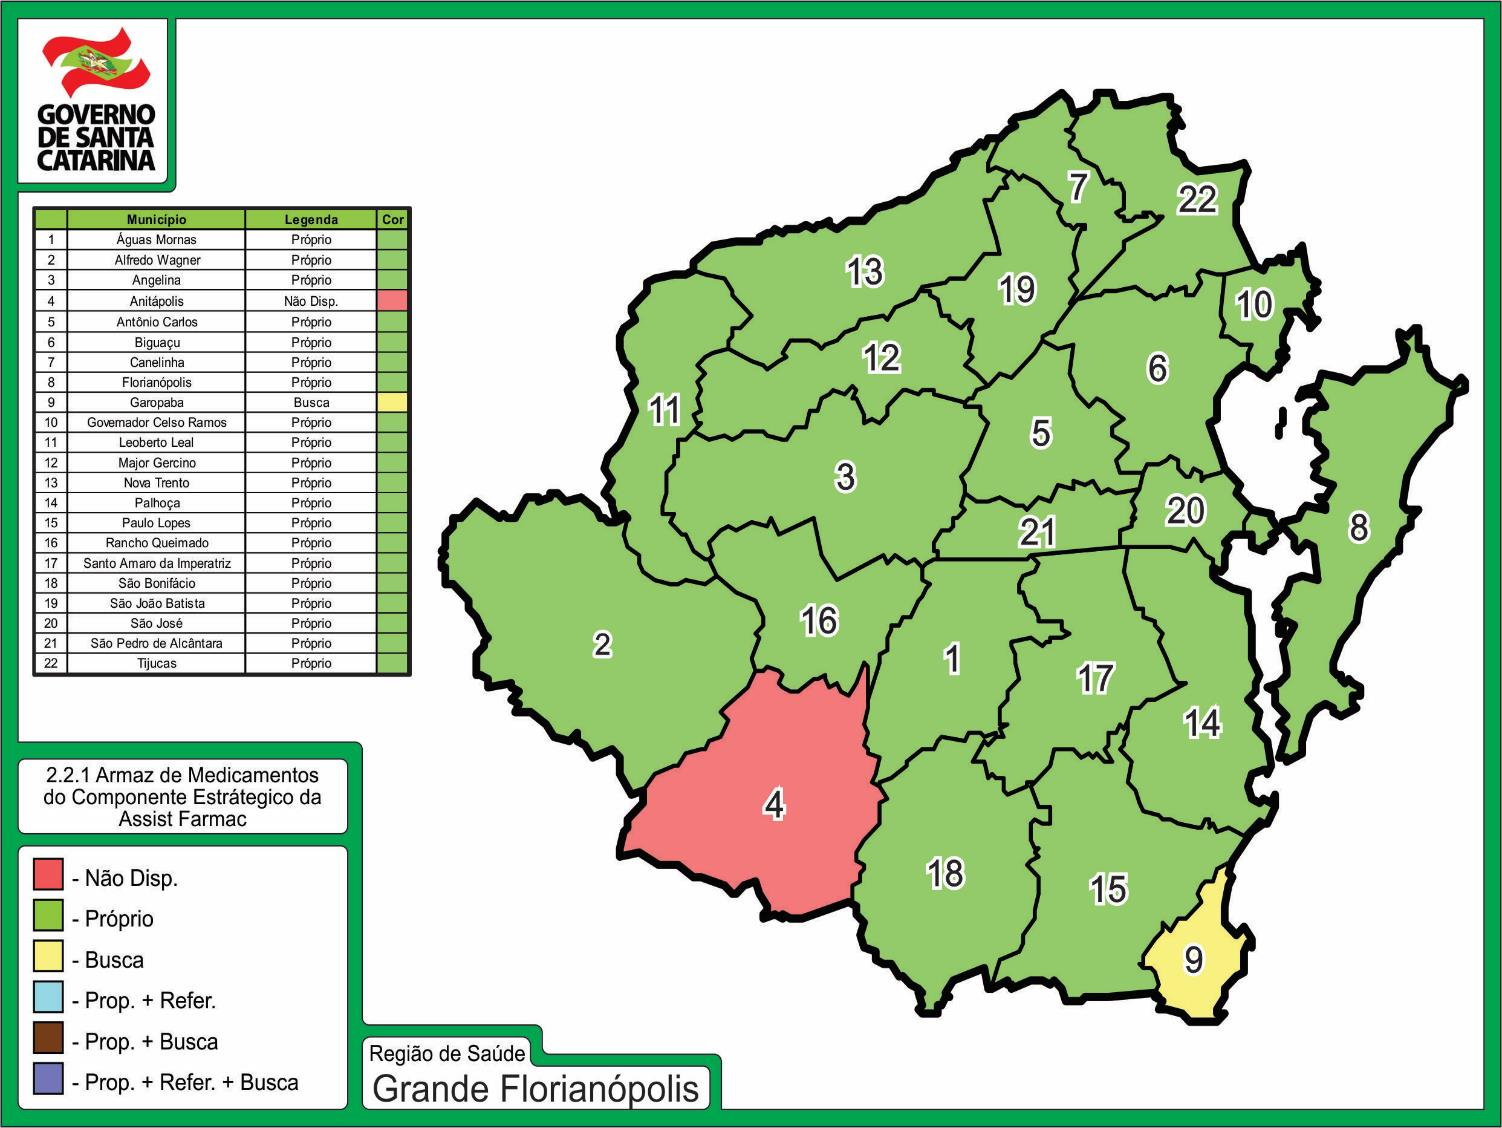 GOVERNO
DE SANTA
CATARINA
Município Legenda Cor
1 Águas Mornas Próprio
2 Alfredo Wagner Próprio
3 Angelina Próprio
4 Anitápolis Não Disp.
5 Antônio Carlos Próprio
6 Biguaçu Próprio
7 Canelinha Próprio
8 Florianópolis Próprio
9 Garopaba Busca
10 Governador Celso Ramos Próprio
11 Leoberto Leal Próprio
12 Major Gercino Próprio
13 Nova Trento Próprio
14 Palhoça Próprio
15 Paulo Lopes Próprio
16 Rancho Queimado Próprio
17 Santo Amaro da Imperatriz Próprio
18 São Bonifácio Próprio
19 São João Batista Próprio
20 São José Próprio
21 São Pedro de Alcântara Próprio
22 Tijucas Próprio
7
22
13
19
10
12
6
11
5
3
20
21
8
16
2
1
17
14
4
18
15
9
2.2.1 Armaz de Medicamentos
do Componente Estrátegico da
Assist Farmac
- Não Disp.
- Próprio
- Busca
- Prop. + Refer.
- Prop. + Busca
- Prop. + Refer. + Busca
Região de Saúde
Grande Florianópolis